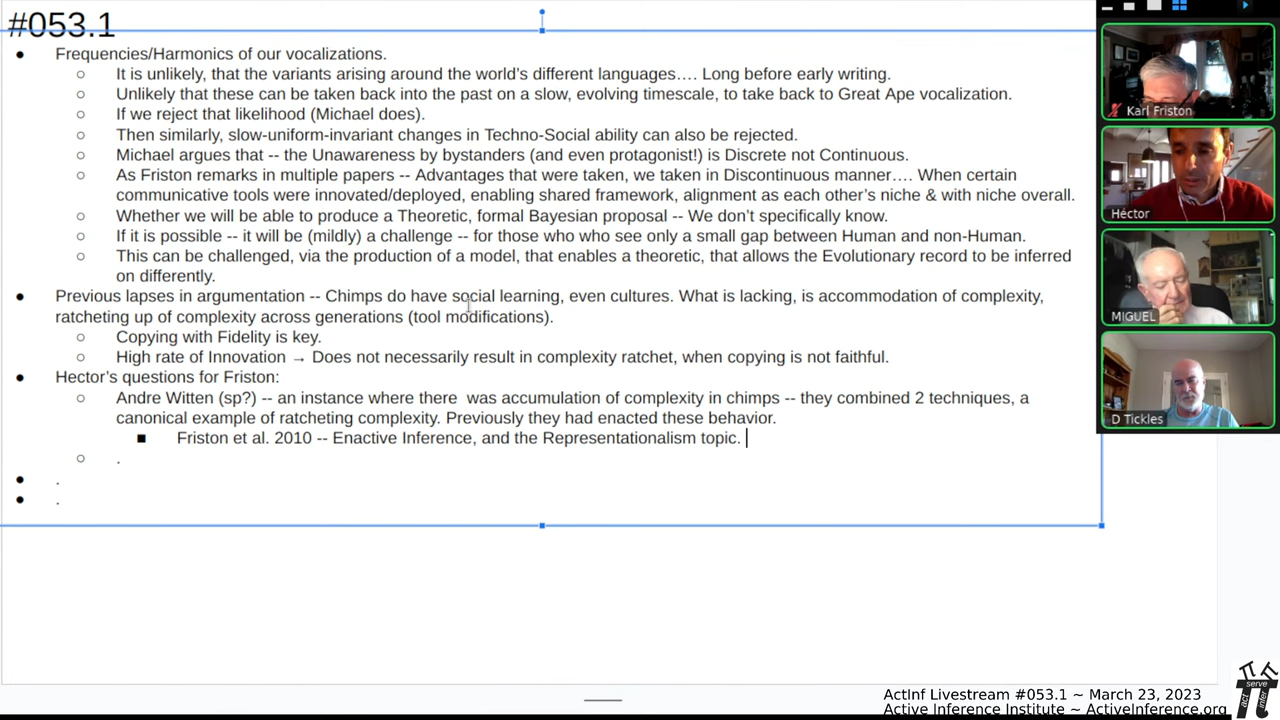 #053.1
● Frequencies/Harmonics of our vocalizations.
○ It is unlikely, that the variants arising around the world's different languages…. Long before early writing.
○ Unlikely that these can be taken back into the past on a slow, evolving timescale, to take back to Great Ape vocalization.
○ If we reject that likelihood (Michael does).
○ Then similarly, slow-uniform-invariant changes in Techno-Social ability can also be rejected.
○ Michael argues that -- the Unawareness by bystanders (and even protagonist!) is Discrete not Continuous.
○ As Friston remarks in multiple papers -- Advantages that were taken, we taken in Discontinuous manner…. When certain
communicative tools were innovated/deployed, enabling shared framework, alignment as each other's niche & with niche overall.
○ Whether we will be able to produce a Theoretic, formal Bayesian proposal -- We don't specifically know.
○ If it is possible -- it will be (mildly) a challenge -- for those who who see only a small gap between Human and non-Human.
○ This can be challenged, via the production of a model, that enables a theoretic, that allows the Evolutionary record to be inferred
on differently.
● Previous lapses in argumentation -- Chimps do have social learning, even cultures. What is lacking, is accommodation of complexity,
ratcheting up of complexity across generations (tool modifications).
○ Copying with Fidelity is key.
○ High rate of Innovation → Does not necessarily result in complexity ratchet, when copying is not faithful.
● Hector's questions for Friston:
○ Andre Witten (sp?) -- an instance where there was accumulation of complexity in chimps -- they combined 2 techniques, a
canonical example of ratcheting complexity. Previously they had enacted these behavior.
■ Friston et al. 2010 -- Enactive Inference, and the Representationalism topic.
○ .
● .
● .
Karl Friston
Héctor
MIGUEL
D Tickles
ActInf Livestream #053.1 ~ March 23, 2023
Active Inference Institute ~ ActiveInference.org
act
serve
infer